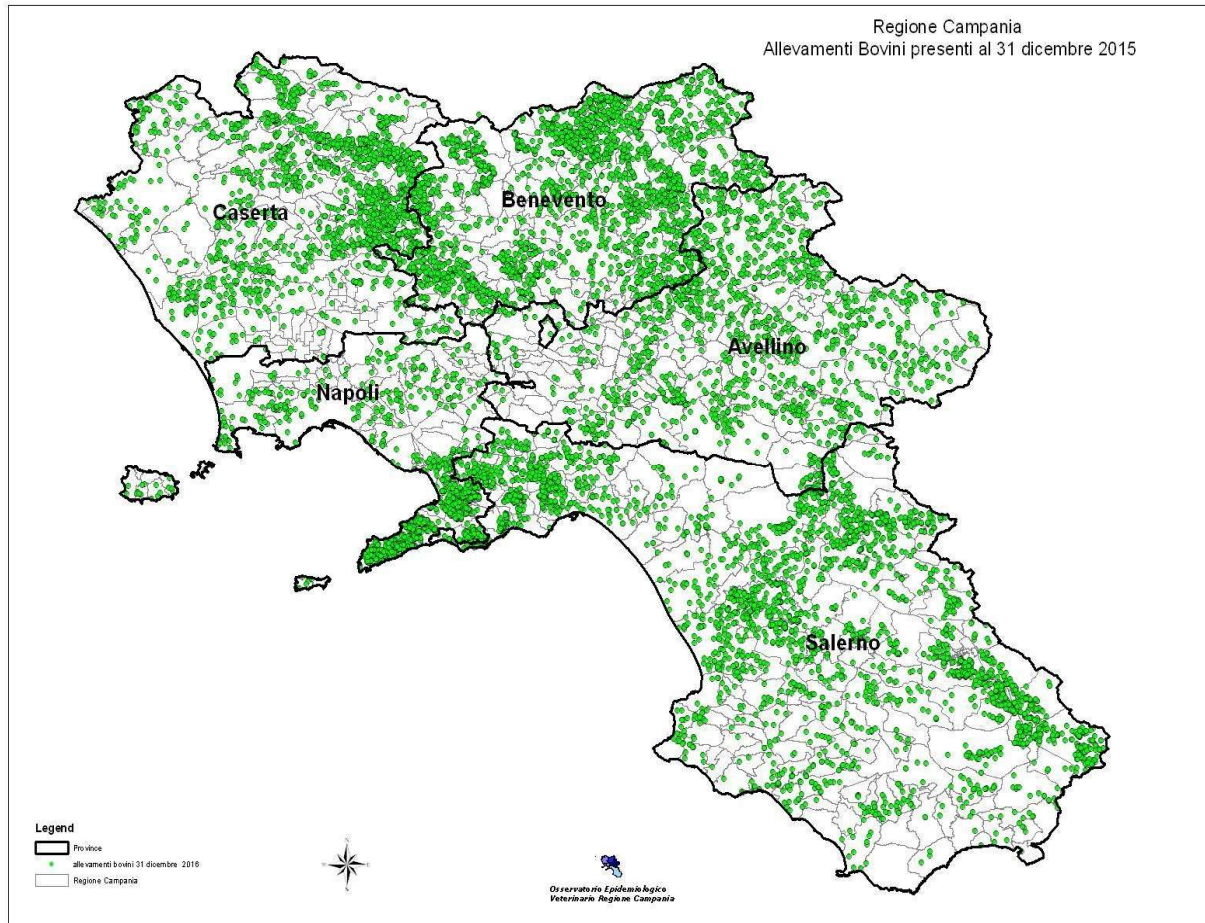 Regione Campania
Allevamenti Bovini presenti al 31 dicembre 2015
Caserta
Benevento
Avellino
Napoli
Salerno
Legend
Province
allevamenti bovini 31 dicembre 2016
Regione Campania
Osservatorio Epidemiologico
Veterinario Regione Campania